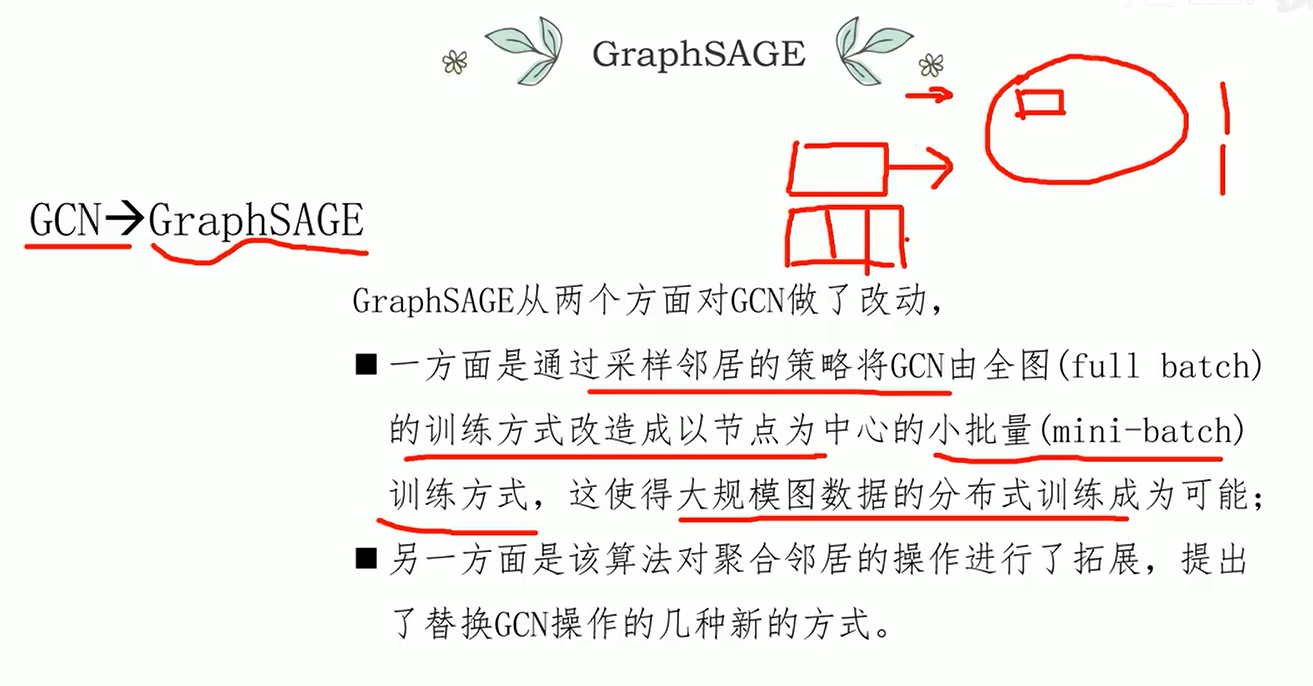 GraphSAGE
GCN→GraphSAGE
GraphSAGE从两个方面对GCN做了改动,
■一方面是通过采样邻居的策略将GCN由全图(full batch)
的训练方式改造成以节点为中心的小批量(mini-batch)
训练方式，这使得大规模图数据的分布式训练成为可能；
■另一方面是该算法对聚合邻居的操作进行了拓展，提出
了替换GCN操作的几种新的方式。